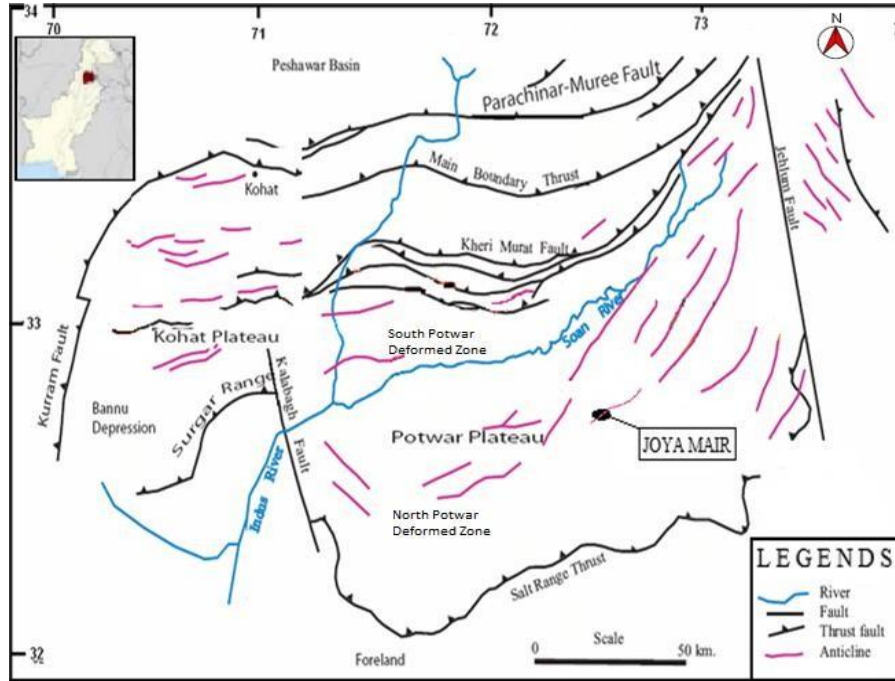 34
70
71
72
73
N
Peshawar Basin
Parachinar-Muree Fault
Main Boundary Thrust
Jehlum Fault
Kohat
Kheri Murat Fault
33
Kohat Plateau
South Potwar
Deformed Zone
Soan River
Kurram Fault
Surgar Range
Kalabagh Fault
Bannu
Depression
Potwar Plateau
JOYA MAIR
Indus River
North Potwar
Deformed Zone
Salt Range Thrust
32
Foreland
Scale
0
50 km.
LEGENDS
River
Fault
Thrust fault
Anticline